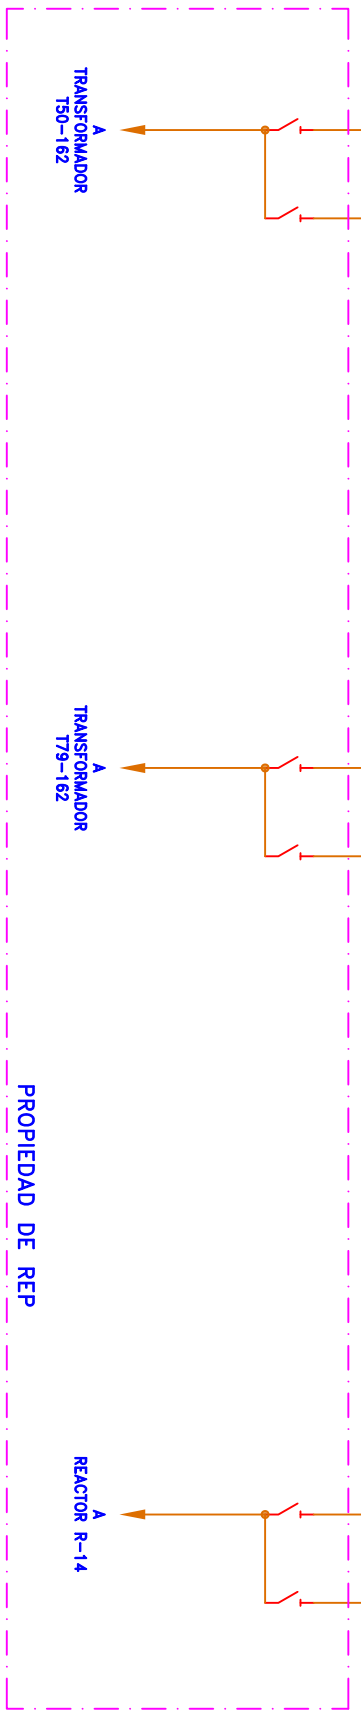 A
TRANSFORMADOR
T50-162
A
TRANSFORMADOR
T79-162
PROPIEDAD DE REP
A
REACTOR R-14